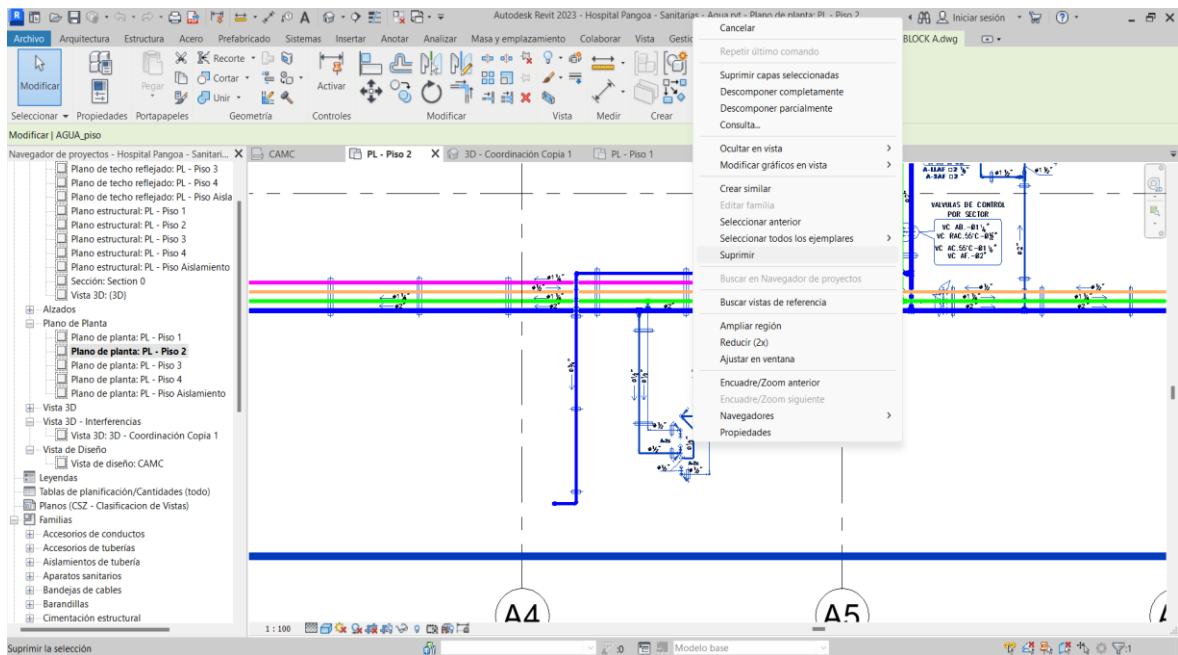 Autodesk Revit 2023 - Hospital Pangoa - Sanitarias - Agua.rvt - Plano de planta: PL - Piso 2
Iniciar sesión
Archivo Arquitectura Estructura Acero Prefabricado Sistemas Insertar Anotar Analizar Masa y emplazamiento Colaborar Vista Gestic
BLOCK A.dwg
Modificar
Pegar
Recorte
Cortar
Unir
Activar
Seleccionar Propiedades Portapapeles Geometría Controles Modificar Vista Medir Crear
Modificar | AGUA_piso
Navegador de proyectos - Hospital Pangoa - Sanitari...
CAMC
PL - Piso 2
3D - Coordinación Copia 1
PL - Piso 1
Plano de techo reflejado: PL - Piso 3
Plano de techo reflejado: PL - Piso 4
Plano de techo reflejado: PL - Piso Aisla
Plano estructural: PL - Piso 1
Plano estructural: PL - Piso 2
Plano estructural: PL - Piso 3
Plano estructural: PL - Piso 4
Plano estructural: PL - Piso Aislamiento
Sección: Section 0
Vista 3D: (3D)
Alzados
Plano de Planta
Plano de planta: PL - Piso 1
Plano de planta: PL - Piso 2
Plano de planta: PL - Piso 3
Plano de planta: PL - Piso 4
Plano de planta: PL - Piso Aislamiento
Vista 3D
Vista 3D - Interferencias
Vista 3D: 3D - Coordinación Copia 1
Vista de Diseño
Vista de diseño: CAMC
Leyendas
Tablas de planificación/Cantidades (todo)
Planos (CSZ - Clasificacion de Vistas)
Familias
Accesorios de conductos
Accesorios de tuberías
Aislamientos de tubería
Aparatos sanitarios
Bandejas de cables
Barandillas
Cimentación estructural
Cancelar
Repetir último comando
Suprimir capas seleccionadas
Descomponer completamente
Descomponer parcialmente
Consulta...
Ocultar en vista
Modificar gráficos en vista
Crear similar
Editar familia
Seleccionar anterior
Seleccionar todos los ejemplares
Suprimir
Buscar en Navegador de proyectos
Buscar vistas de referencia
Ampliar región
Reducir (2x)
Ajustar en ventana
Encuadre/Zoom anterior
Encuadre/Zoom siguiente
Navegadores
Propiedades
VALVULAS DE CONTROL
POR SECTOR
A4
A5
1 : 100
Suprimir la selección
:0
Modelo base
:1